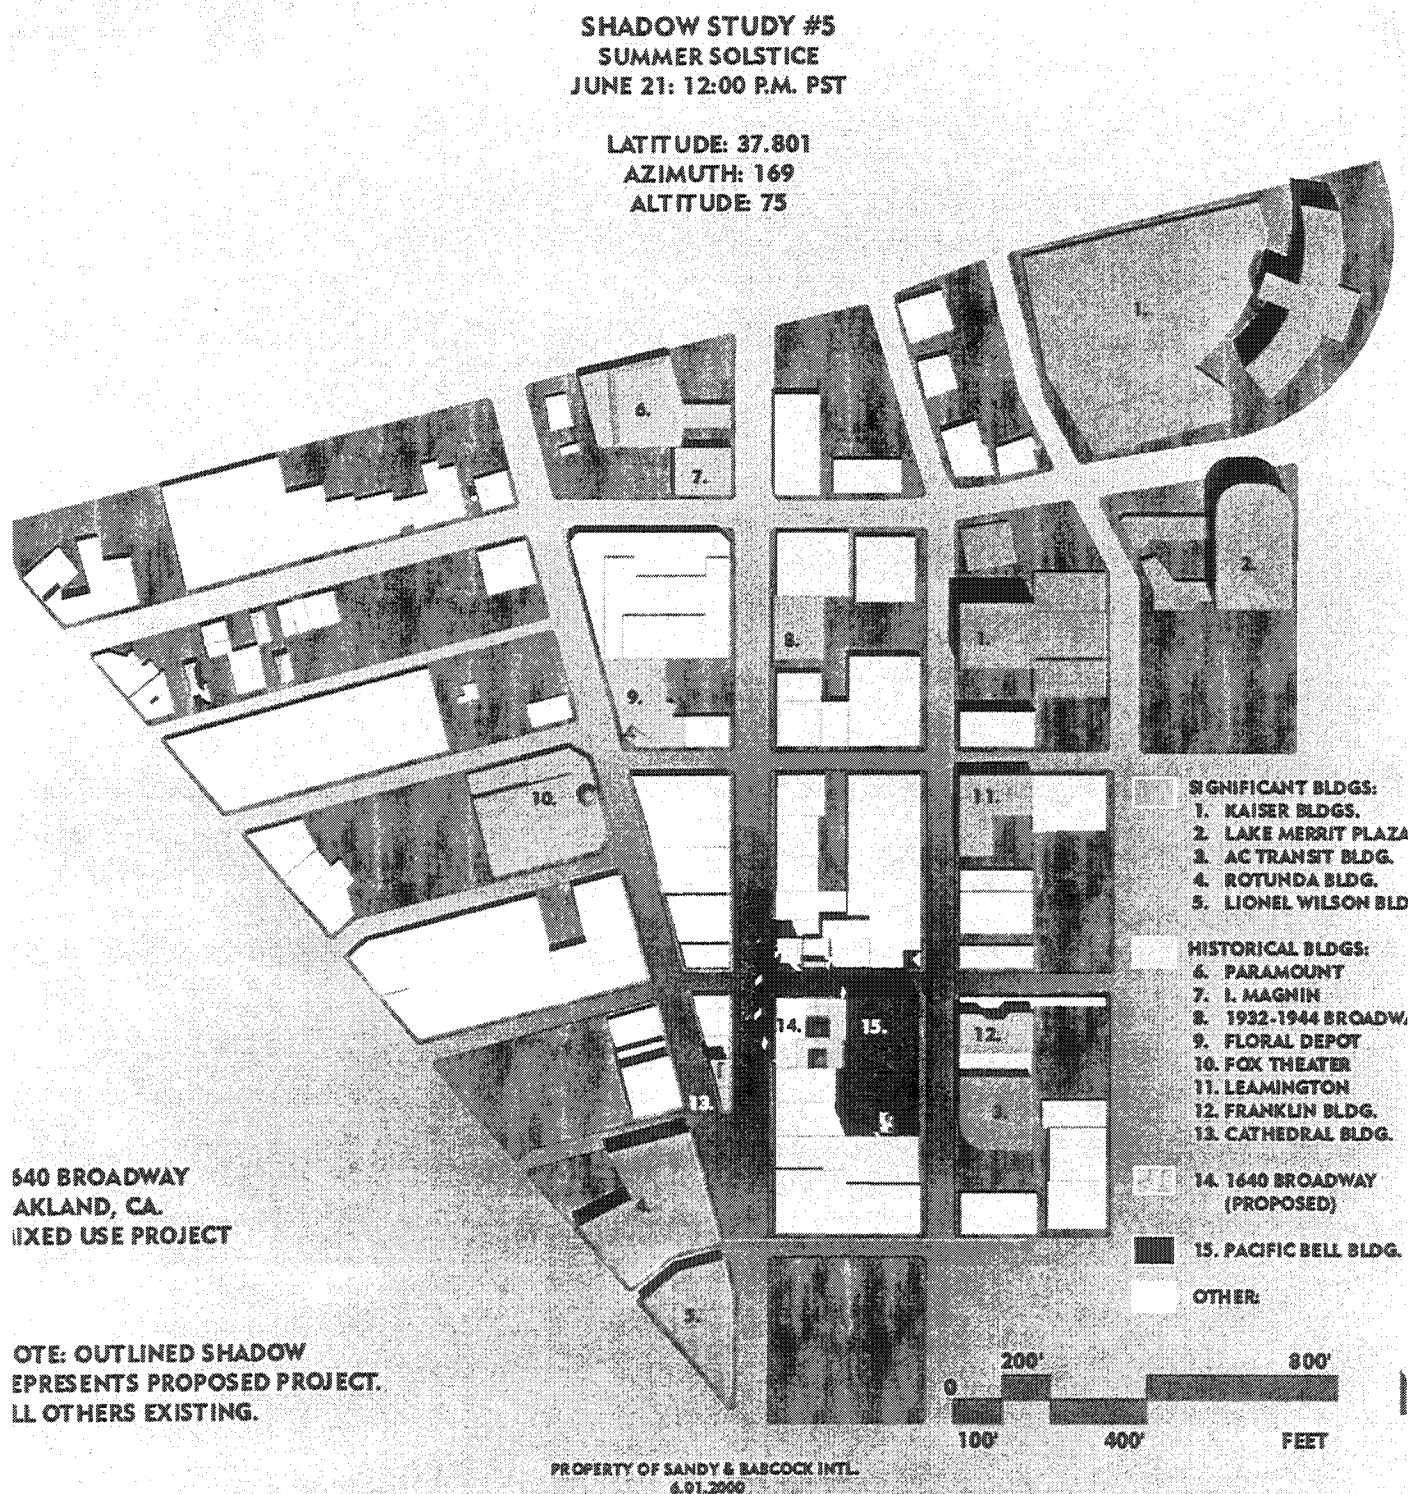 SHADOW STUDY #5
SUMMER SOLSTICE
JUNE 21: 12:00 P.M. PST
LATITUDE: 37.801
AZIMUTH: 169
ALTITUDE: 75
1.
6.
7.
2.
8.
1.
9.
10.
11.
14.
15.
12.
13.
3.
4.
5.
SIGNIFICANT BLDGS:
1. KAISER BLDGS.
2. LAKE MERRIT PLAZA
3. AC TRANSIT BLDG.
4. ROTUNDA BLDG.
5. LIONEL WILSON BLD
HISTORICAL BLDGS:
6. PARAMOUNT
7. I. MAGNIN
8. 1932-1944 BROADWA
9. FLORAL DEPOT
10. FOX THEATER
11. LEAMINGTON
12. FRANKLIN BLDG.
13. CATHEDRAL BLDG.
14. 1640 BROADWAY
(PROPOSED)
15. PACIFIC BELL BLDG.
OTHER:
640 BROADWAY
AKLAND, CA.
IXED USE PROJECT
OTE: OUTLINED SHADOW
EPRESENTS PROPOSED PROJECT.
LL OTHERS EXISTING.
200' 800'
0
100' 400' FEET
PROPERTY OF SANDY & BABCOCK INTL.
6.01.2000